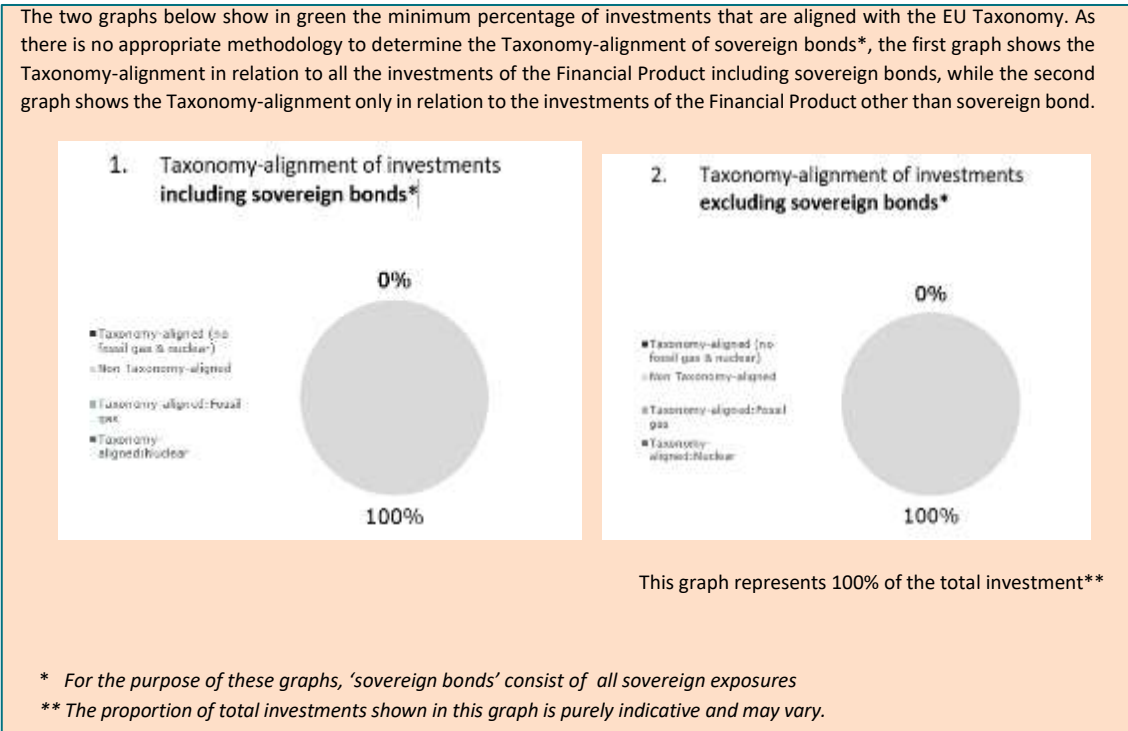 The two graphs below show in green the minimum percentage of investments that are aligned with the EU Taxonomy. As
there is no appropriate methodology to determine the Taxonomy-alignment of sovereign bonds*, the first graph shows the
Taxonomy-alignment in relation to all the investments of the Financial Product including sovereign bonds, while the second
graph shows the Taxonomy-alignment only in relation to the investments of the Financial Product other than sovereign bond.
1. Taxonomy-alignment of investments
including sovereign bonds*
0%
Taxonomy-aligned (no
fossil gas & nuclear)
Non Taxonomy-aligned
Taxonomy-aligned:Fossil
gas
Taxonomy-
aligned:Nuclear
100%
2. Taxonomy-alignment of investments
excluding sovereign bonds*
0%
Taxonomy-aligned (no
fossil gas & nuclear)
Non Taxonomy-aligned
Taxonomy-aligned:Fossil
gas
Taxonomy-
aligned:Nuclear
100%
This graph represents 100% of the total investment**
* For the purpose of these graphs, ‘sovereign bonds’ consist of all sovereign exposures
** The proportion of total investments shown in this graph is purely indicative and may vary.